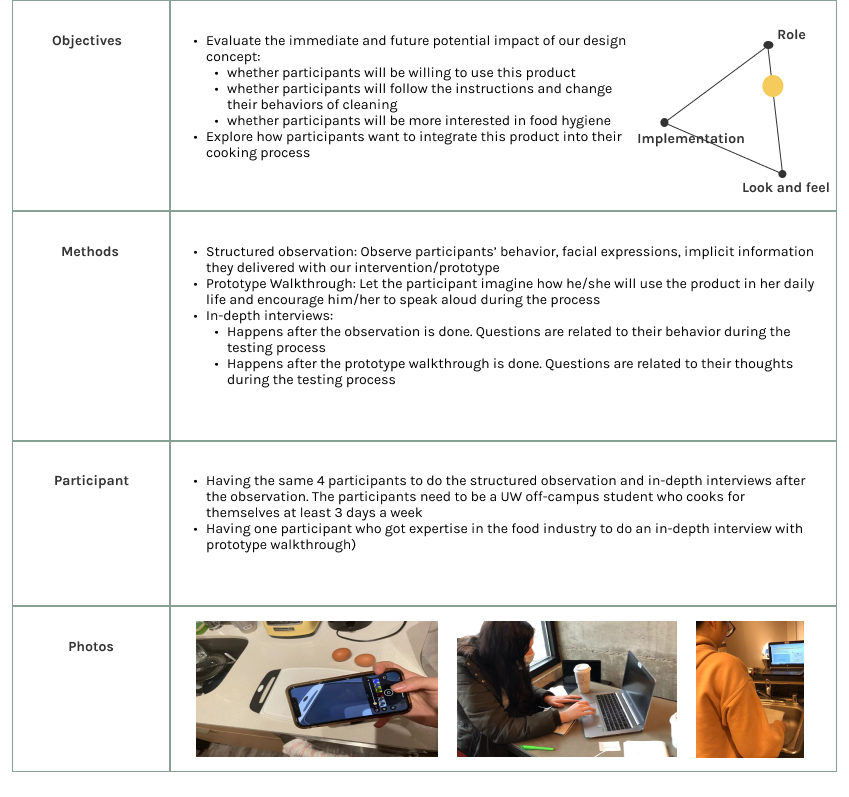 Objectives
• Evaluate the immediate and future potential impact of our design
concept:
• whether participants will be willing to use this product
• whether participants will follow the instructions and change
their behaviors of cleaning
• whether participants will be more interested in food hygiene
• Explore how participants want to integrate this product into their
cooking process
Role
Implementation
Look and feel
Methods
• Structured observation: Observe participants’ behavior, facial expressions, implicit information
they delivered with our intervention/prototype
• Prototype Walkthrough: Let the participant imagine how he/she will use the product in her daily
life and encourage him/her to speak aloud during the process
• In-depth interviews:
• Happens after the observation is done. Questions are related to their behavior during the
testing process
• Happens after the prototype walkthrough is done. Questions are related to their thoughts
during the testing process
Participant
• Having the same 4 participants to do the structured observation and in-depth interviews after
the observation. The participants need to be a UW off-campus student who cooks for
themselves at least 3 days a week
• Having one participant who got expertise in the food industry to do an in-depth interview with
prototype walkthrough)
Photos